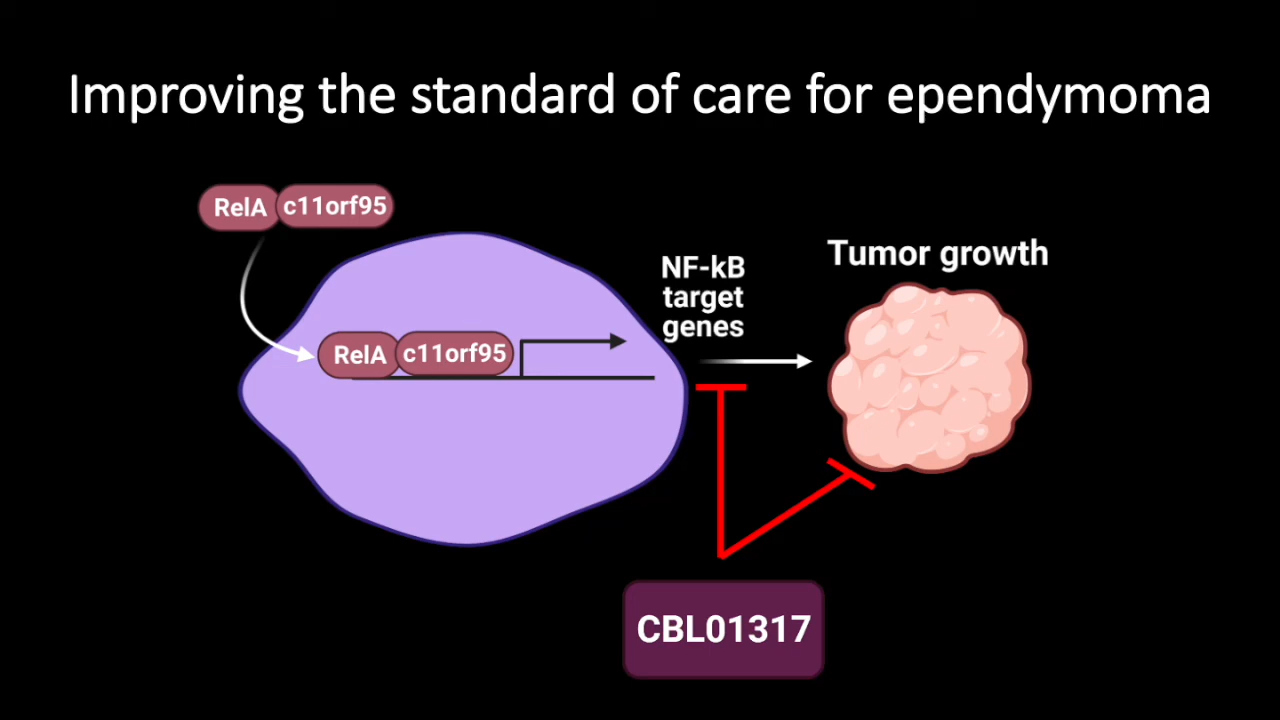 Improving the standard of care for ependymoma
RelA c11orf95
NF-kB
target
genes
Tumor growth
RelA c11orf95
CBL01317